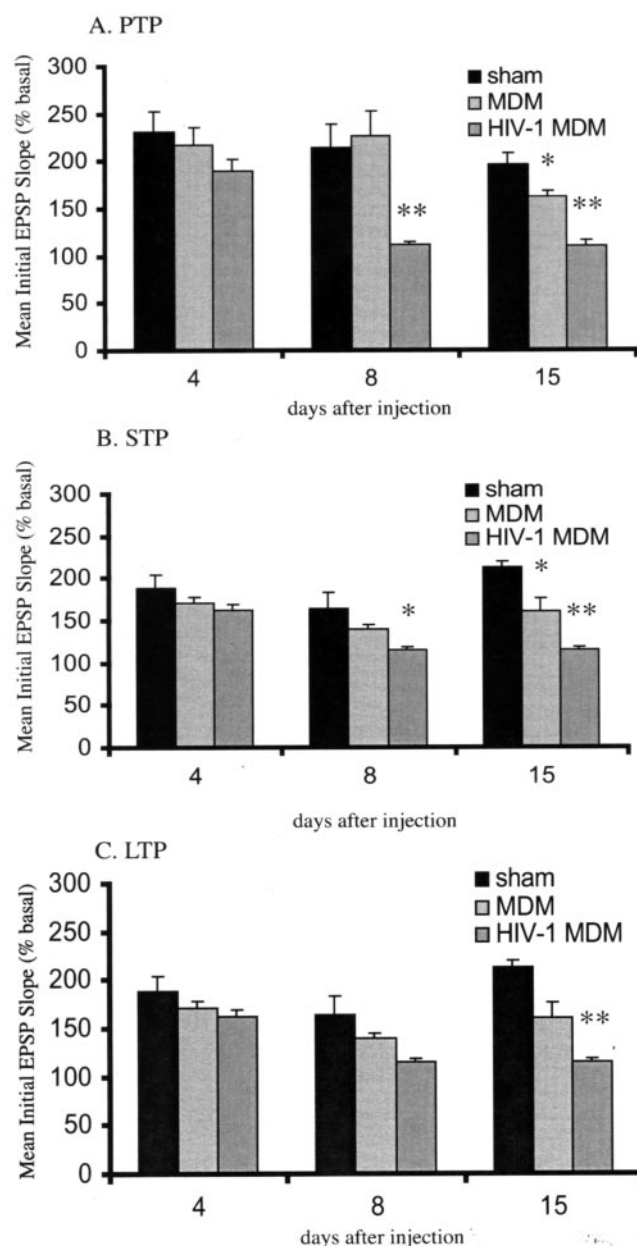 A. PTP
Mean Initial EPSP Slope (% basal)
300
250
200
150
100
50
0
sham
MDM
HIV-1 MDM
**
*
**
4
8
15
days after injection
B. STP
Mean Initial EPSP Slope (% basal)
300
250
200
150
100
50
0
sham
MDM
HIV-1 MDM
*
*
**
4
8
15
days after injection
C. LTP
Mean Initial EPSP Slope (% basal)
300
250
200
150
100
50
0
sham
MDM
HIV-1 MDM
**
4
8
15
days after injection